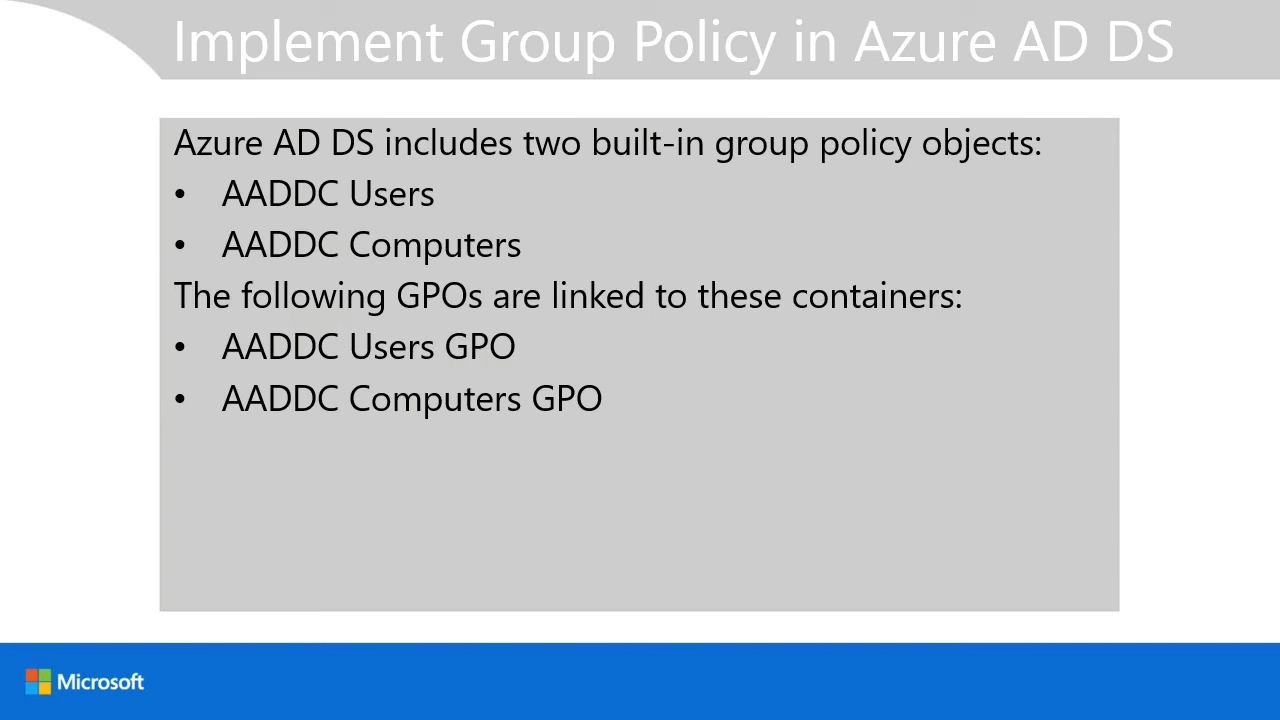 Implement Group Policy in Azure AD DS
Azure AD DS includes two built-in group policy objects:
• AADDC Users
• AADDC Computers
The following GPOs are linked to these containers:
• AADDC Users GPO
• AADDC Computers GPO
Microsoft